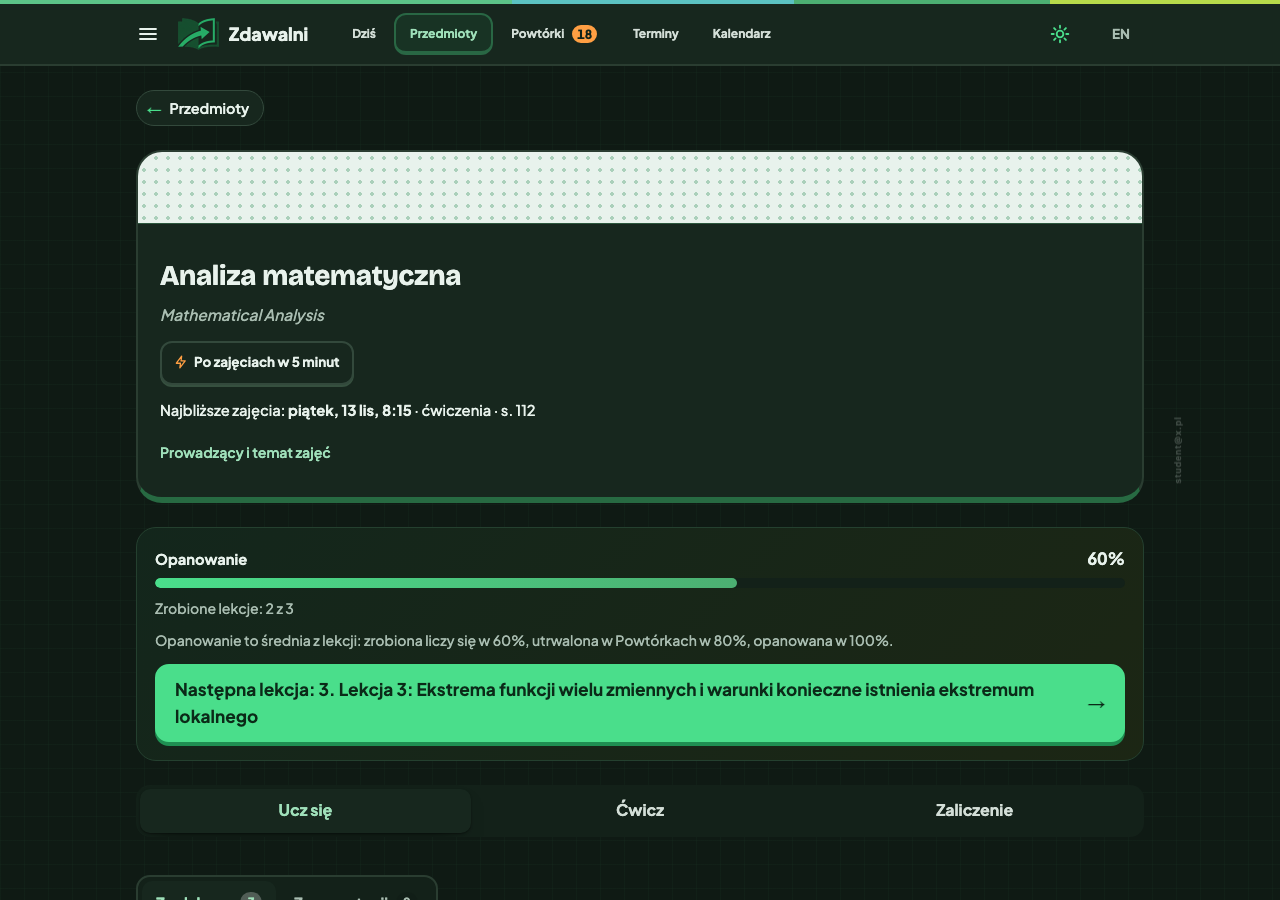 Zdawalni
Dziś
Przedmioty
Powtórki 18
Terminy
Kalendarz
EN
← Przedmioty
Analiza matematyczna
Mathematical Analysis
Po zajęciach w 5 minut
Najbliższe zajęcia: piątek, 13 lis, 8:15 · ćwiczenia · s. 112
Prowadzący i temat zajęć
student@x.pl
Opanowanie
60%
Zrobione lekcje: 2 z 3
Opanowanie to średnia z lekcji: zrobiona liczy się w 60%, utrwalona w Powtórkach w 80%, opanowana w 100%.
Następna lekcja: 3. Lekcja 3: Ekstrema funkcji wielu zmiennych i warunki konieczne istnienia ekstremum
lokalnego →
Ucz się
Ćwicz
Zaliczenie